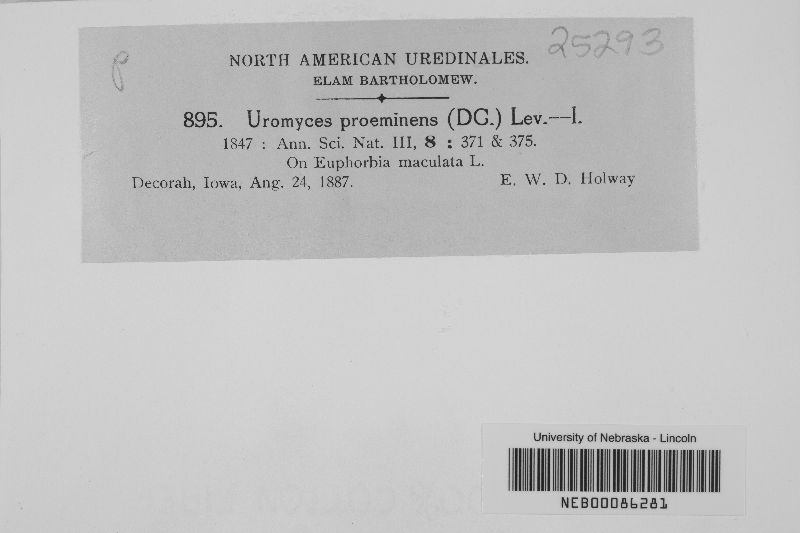 25293
P
NORTH AMERICAN UREDINALES.
ELAM BARTHOLOMEW.
895. Uromyces proeminens (DC.) Lev.—I.
1847 : Ann. Sci. Nat. III, 8 : 371 & 375.
On Euphorbia maculata L.
Decorah, Iowa, Ang. 24, 1887. E. W. D. Holway
University of Nebraska - Lincoln
NEB00086281